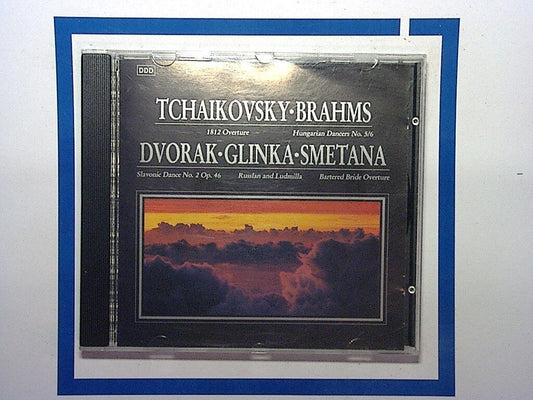 DDD
TCHAIKOVSKY·BRAHMS
1812 Overture Hungarian Dancers No. 5/6
DVORAK·GLINKA·SMETANA
Slavonic Dance No. 2 Op. 46 Russlan and Ludmilla Bartered Bride Overture